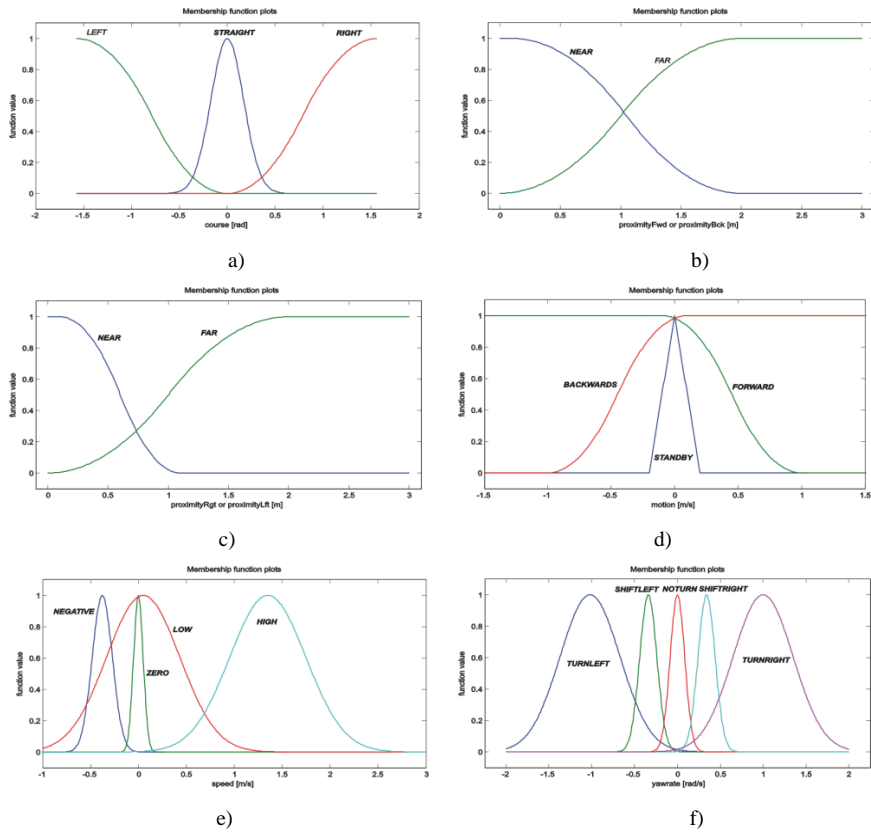 Membership function plots
LEFT STRAIGHT RIGHT
function value
1
0.8
0.6
0.4
0.2
0
-2 -1.5 -1 -0.5 0 0.5 1 1.5 2
course [rad]
a)
Membership function plots
NEAR
FAR
function value
1
0.8
0.6
0.4
0.2
0
0 0.5 1 1.5 2 2.5 3
proximityFwd or proximityBck [m]
b)
Membership function plots
NEAR FAR
function value
1
0.8
0.6
0.4
0.2
0
0 0.5 1 1.5 2 2.5 3
proximityRgt or proximityLft [m]
c)
Membership function plots
BACKWARDS FORWARD
STANDBY
function value
1
0.8
0.6
0.4
0.2
0
-1.5 -1 -0.5 0 0.5 1 1.5
motion [m/s]
d)
Membership function plots
NEGATIVE
LOW
HIGH
ZERO
function value
1
0.8
0.6
0.4
0.2
0
-1 -0.5 0 0.5 1 1.5 2 2.5 3
speed [m/s]
e)
Membership function plots
SHIFTLEFT NOTURN SHIFTRIGHT
TURNLEFT TURNRIGHT
function value
1
0.8
0.6
0.4
0.2
0
-2 -1 0 1 2
yawrate [rad/s]
f)